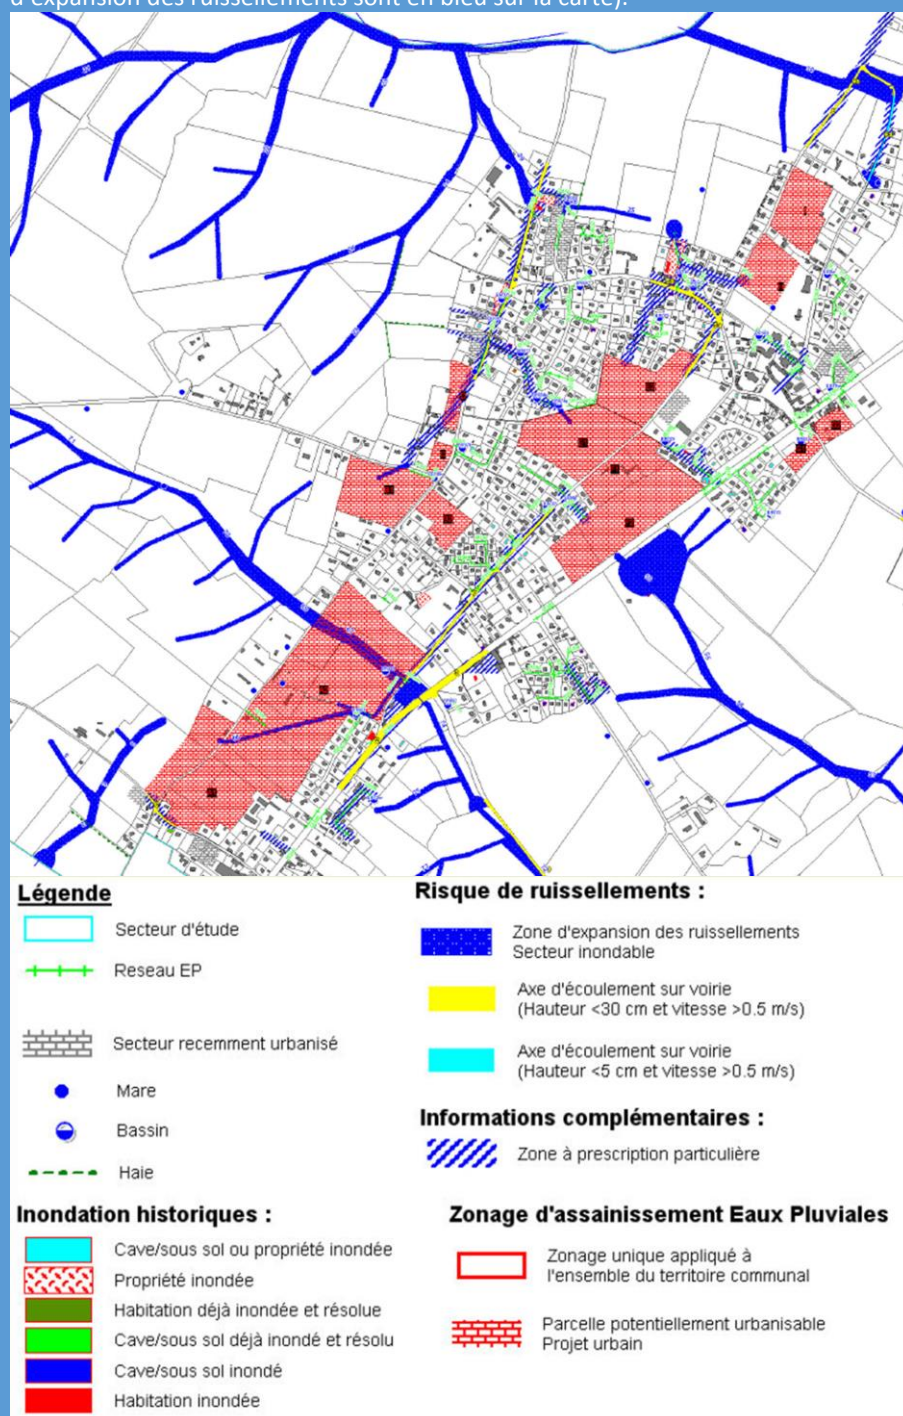 d'expansion des ruissellements sont en bleu sur la carte).
Légende
Secteur d'étude
Reseau EP
Secteur recemment urbanisé
Mare
Bassin
Haie
Inondation historiques :
Cave/sous sol ou propriété inondée
Propriété inondée
Habitation déjà inondée et résolue
Cave/sous sol déjà inondé et résolu
Cave/sous sol inondé
Habitation inondée
Risque de ruissellements :
Zone d'expansion des ruissellements
Secteur inondable
Axe d'écoulement sur voirie
(Hauteur <30 cm et vitesse >0.5 m/s)
Axe d'écoulement sur voirie
(Hauteur <5 cm et vitesse >0.5 m/s)
Informations complémentaires :
Zone à prescription particulière
Zonage d'assainissement Eaux Pluviales
Zonage unique appliqué à
l'ensemble du territoire communal
Parcelle potentiellement urbanisable
Projet urbain